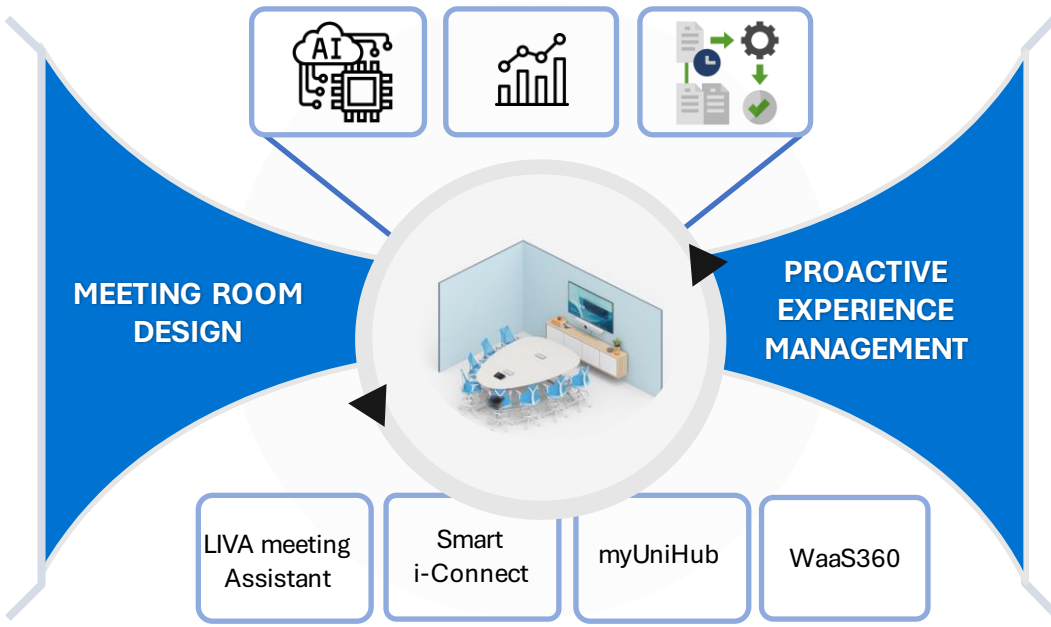 AI
MEETING ROOM
DESIGN
PROACTIVE
EXPERIENCE
MANAGEMENT
LIVA meeting
Assistant
Smart
i-Connect
myUniHub
WaaS360